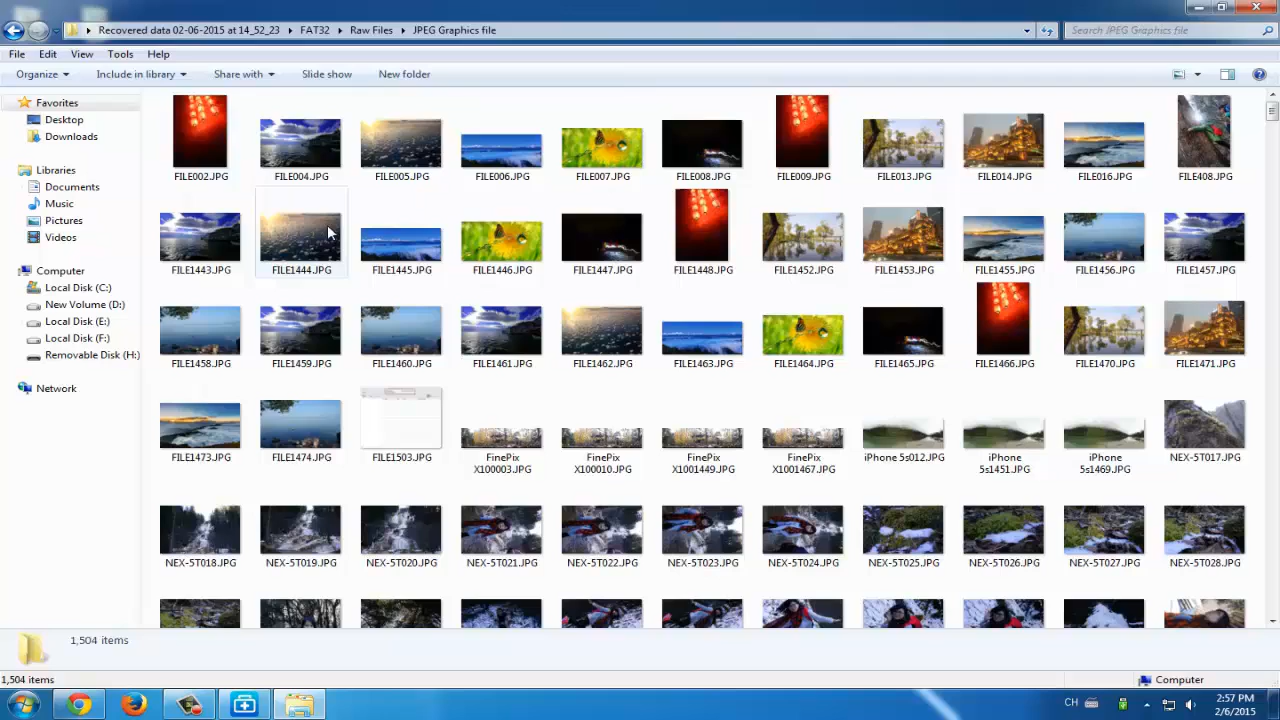 Recovered data 02-06-2015 at 14_52_23 FAT32 Raw Files JPEG Graphics file Search JPEG Graphics file
File Edit View Tools Help
Organize Include in library Share with Slide show New folder
Favorites
Desktop
Downloads
Libraries
Documents
Music
Pictures
Videos
Computer
Local Disk (C:)
New Volume (D:)
Local Disk (E:)
Local Disk (F:)
Removable Disk (H:)
Network
FILE002.JPG FILE004.JPG FILE005.JPG FILE006.JPG FILE007.JPG FILE008.JPG FILE009.JPG FILE013.JPG FILE014.JPG FILE016.JPG FILE408.JPG
FILE1443.JPG FILE1444.JPG FILE1445.JPG FILE1446.JPG FILE1447.JPG FILE1448.JPG FILE1452.JPG FILE1453.JPG FILE1455.JPG FILE1456.JPG FILE1457.JPG
FILE1458.JPG FILE1459.JPG FILE1460.JPG FILE1461.JPG FILE1462.JPG FILE1463.JPG FILE1464.JPG FILE1465.JPG FILE1466.JPG FILE1470.JPG FILE1471.JPG
FILE1473.JPG FILE1474.JPG FILE1503.JPG FinePix FinePix FinePix FinePix iPhone 5s012.JPG iPhone iPhone NEX-5T017.JPG
X100003.JPG X100010.JPG X1001449.JPG X1001467.JPG 5s1451.JPG 5s1469.JPG
NEX-5T018.JPG NEX-5T019.JPG NEX-5T020.JPG NEX-5T021.JPG NEX-5T022.JPG NEX-5T023.JPG NEX-5T024.JPG NEX-5T025.JPG NEX-5T026.JPG NEX-5T027.JPG NEX-5T028.JPG
1,504 items
1,504 items Computer
CH 2:57 PM
2/6/2015